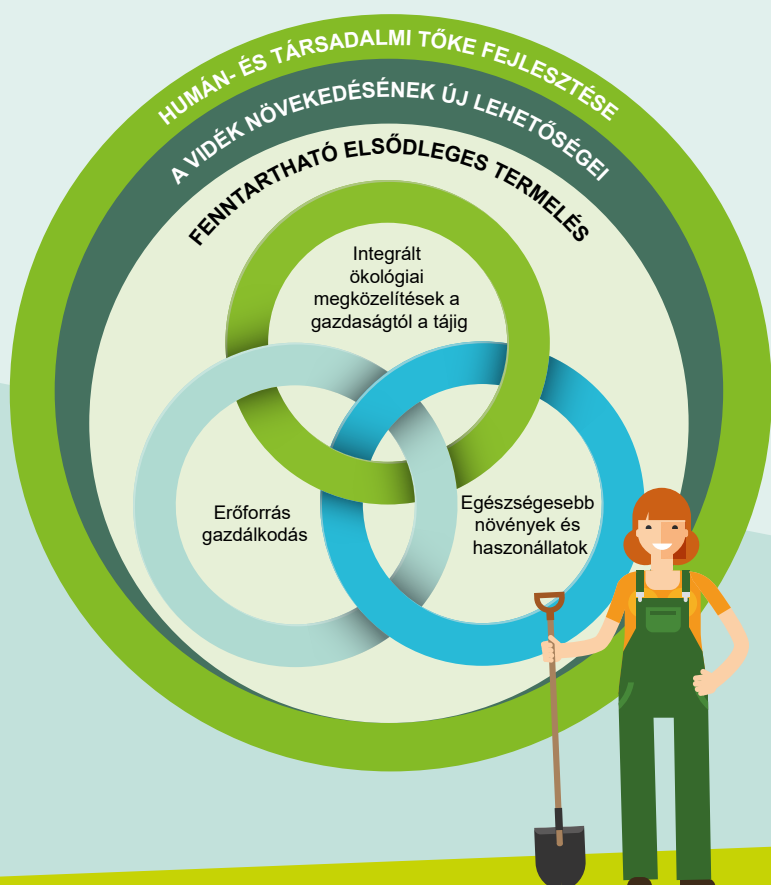 HUMÁN- ÉS TÁRSADALMI TŐKE FEJLESZTÉSE
A VIDÉK NÖVEKEDÉSÉNEK ÚJ LEHETŐSÉGEI
FENNTARTHATÓ ELSŐDLEGES TERMELÉS
Integrált
ökológiai
megközelítések a
gazdaságtól a tájig
Erőforrás
gazdálkodás
Egészségesebb
növények és
haszonállatok